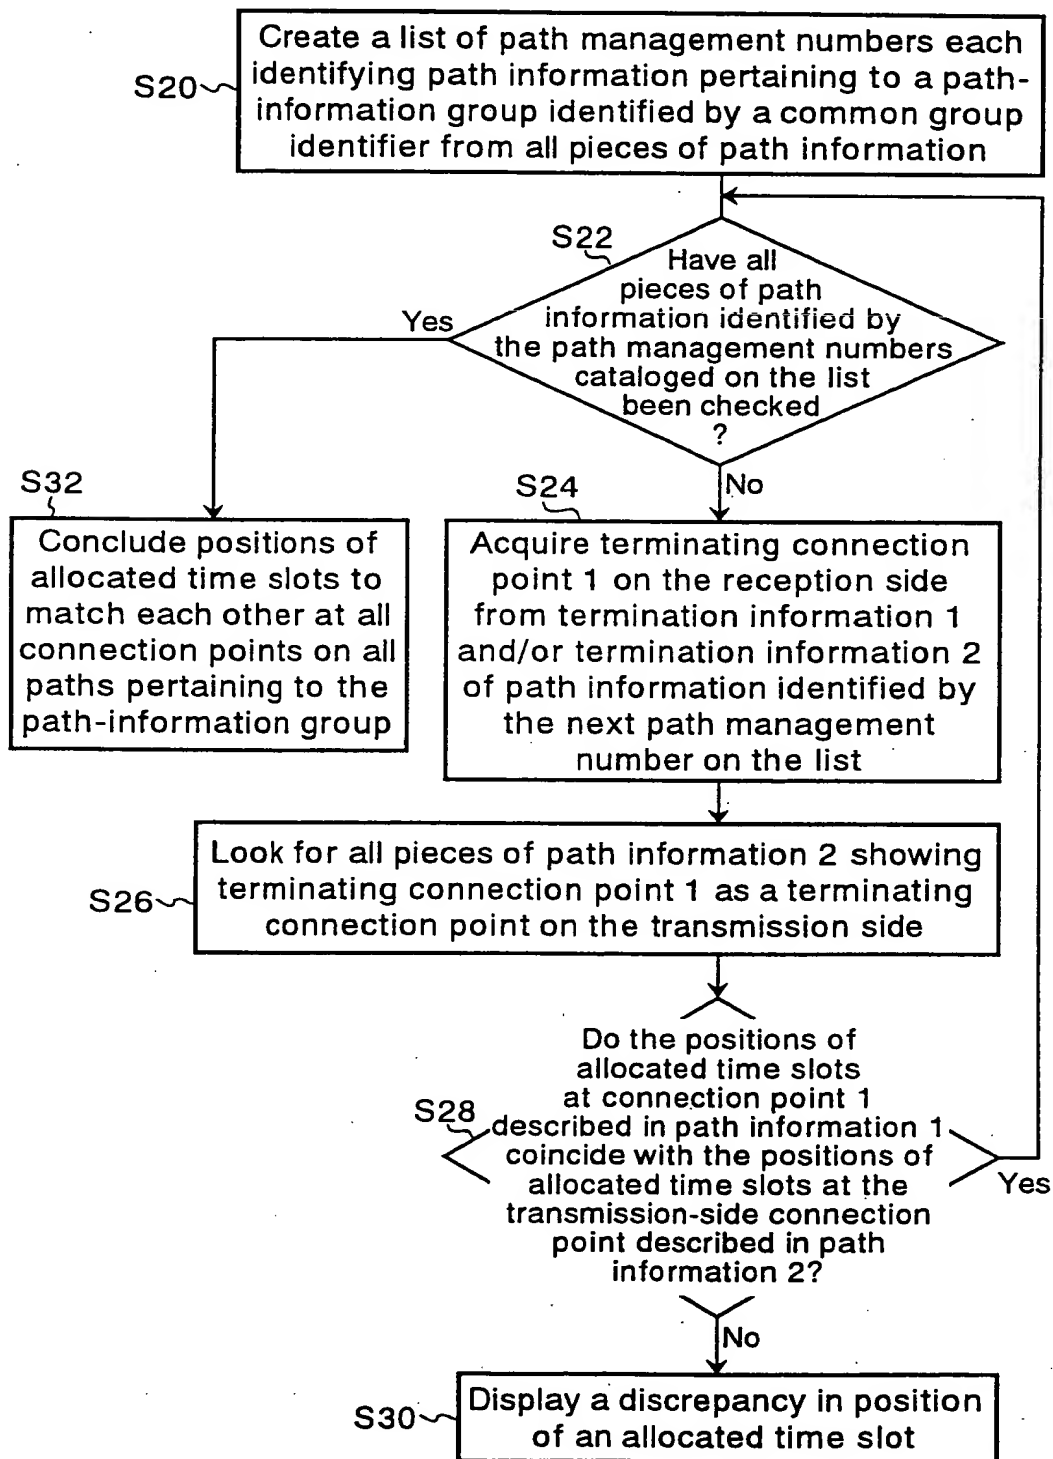 Create a list of path management numbers each
identifying path information pertaining to a path-
information group identified by a common group
identifier from all pieces of path information
S20
S22
Have all
pieces of path
information identified by
the path management numbers
cataloged on the list
been checked
?
Yes
No
S32
Conclude positions of
allocated time slots to
match each other at all
connection points on all
paths pertaining to the
path-information group
S24
Acquire terminating connection
point 1 on the reception side
from termination information 1
and/or termination information 2
of path information identified by
the next path management
number on the list
S26
Look for all pieces of path information 2 showing
terminating connection point 1 as a terminating
connection point on the transmission side
S28
Do the positions of
allocated time slots
at connection point 1
described in path information 1
coincide with the positions of
allocated time slots at the
transmission-side connection
point described in path
information 2?
Yes
No
S30
Display a discrepancy in position
of an allocated time slot